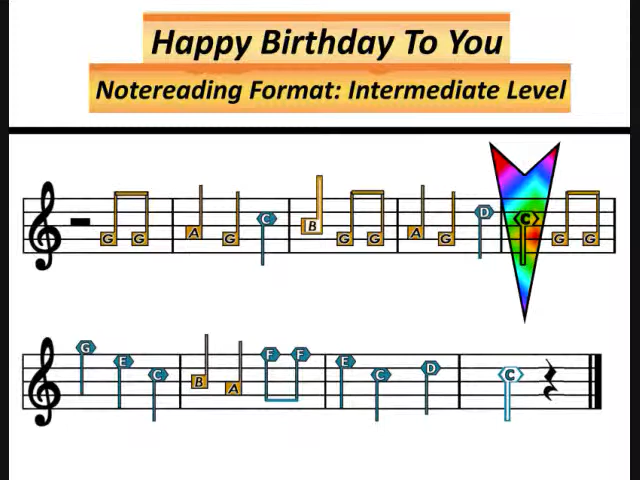 Happy Birthday To You
Notereading Format: Intermediate Level
G G A G C B G G A G D C G G
G E C B A F F E C D C